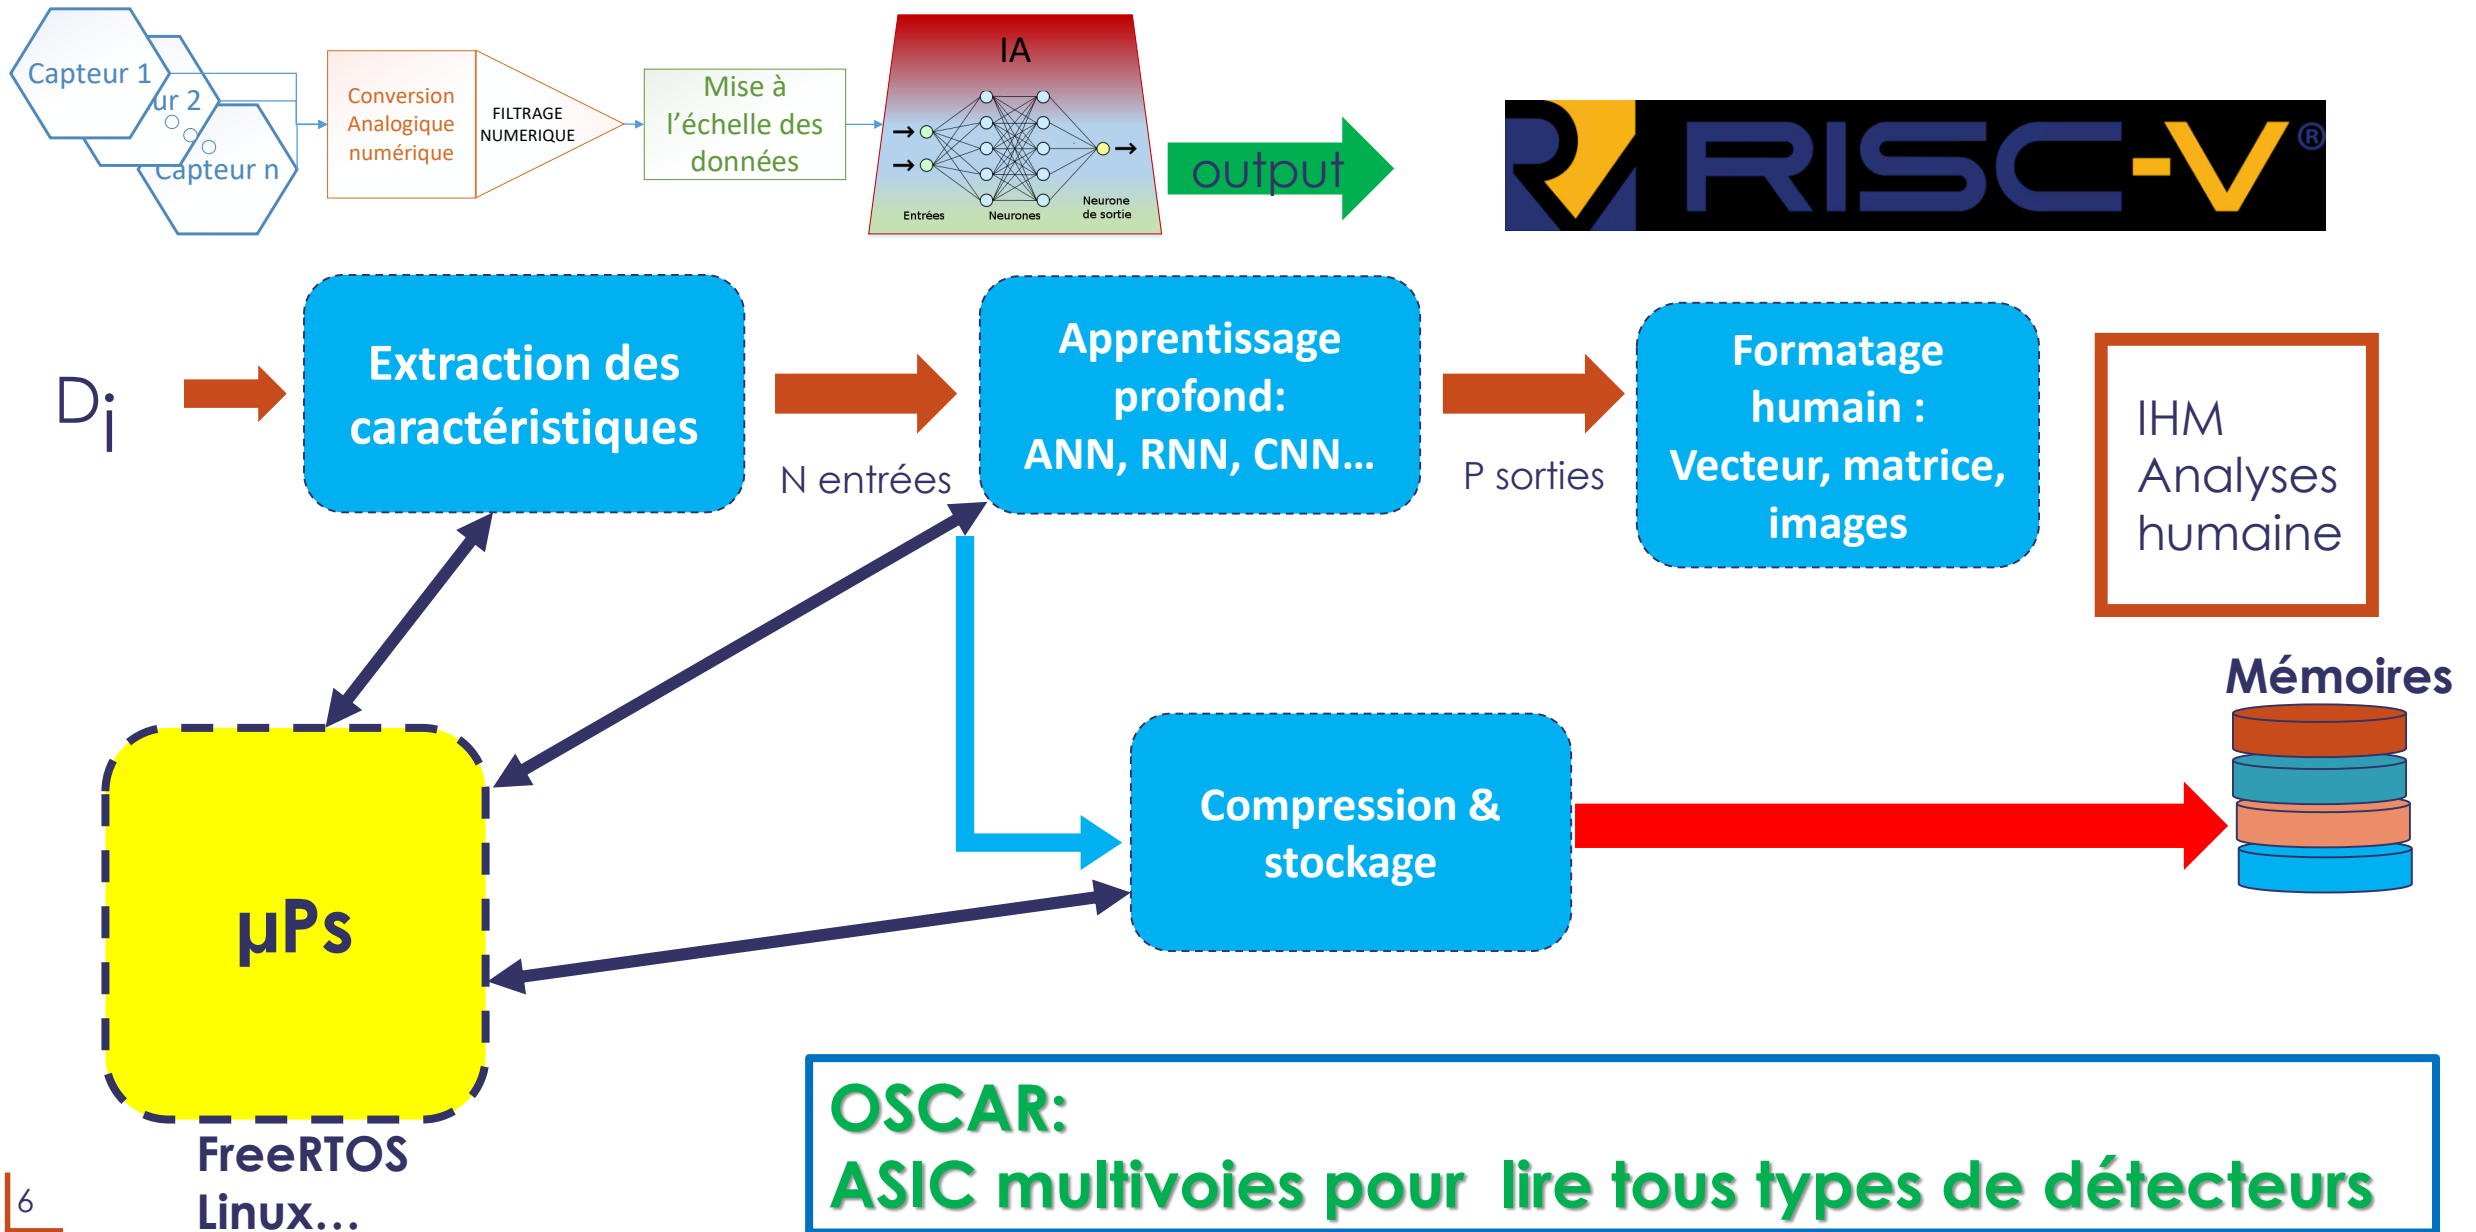 Capteur 1
ur 2
Capteur n
Conversion
Analogique
numérique
FILTRAGE
NUMERIQUE
Mise à
l'échelle des
données
IA
Entrées
Neurones
Neurone
de sortie
output
RISC-V®
Di
Extraction des
caractéristiques
N entrées
Apprentissage
profond:
ANN, RNN, CNN...
P sorties
Formatage
humain :
Vecteur, matrice,
images
IHM
Analyses
humaine
Mémoires
Compression &
stockage
µPs
FreeRTOS
Linux...
OSCAR:
ASIC multivoies pour lire tous types de détecteurs
6